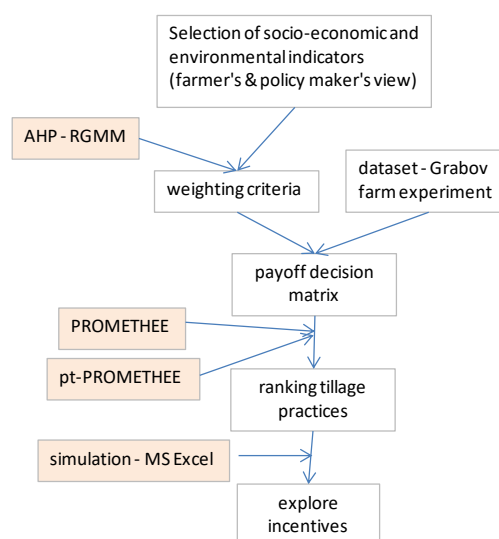 Selection of socio-economic and
environmental indicators
(farmer's & policy maker's view)
AHP - RGMM
weighting criteria
dataset - Grabov
farm experiment
payoff decision
matrix
PROMETHEE
pt-PROMETHEE
ranking tillage
practices
simulation - MS Excel
explore
incentives